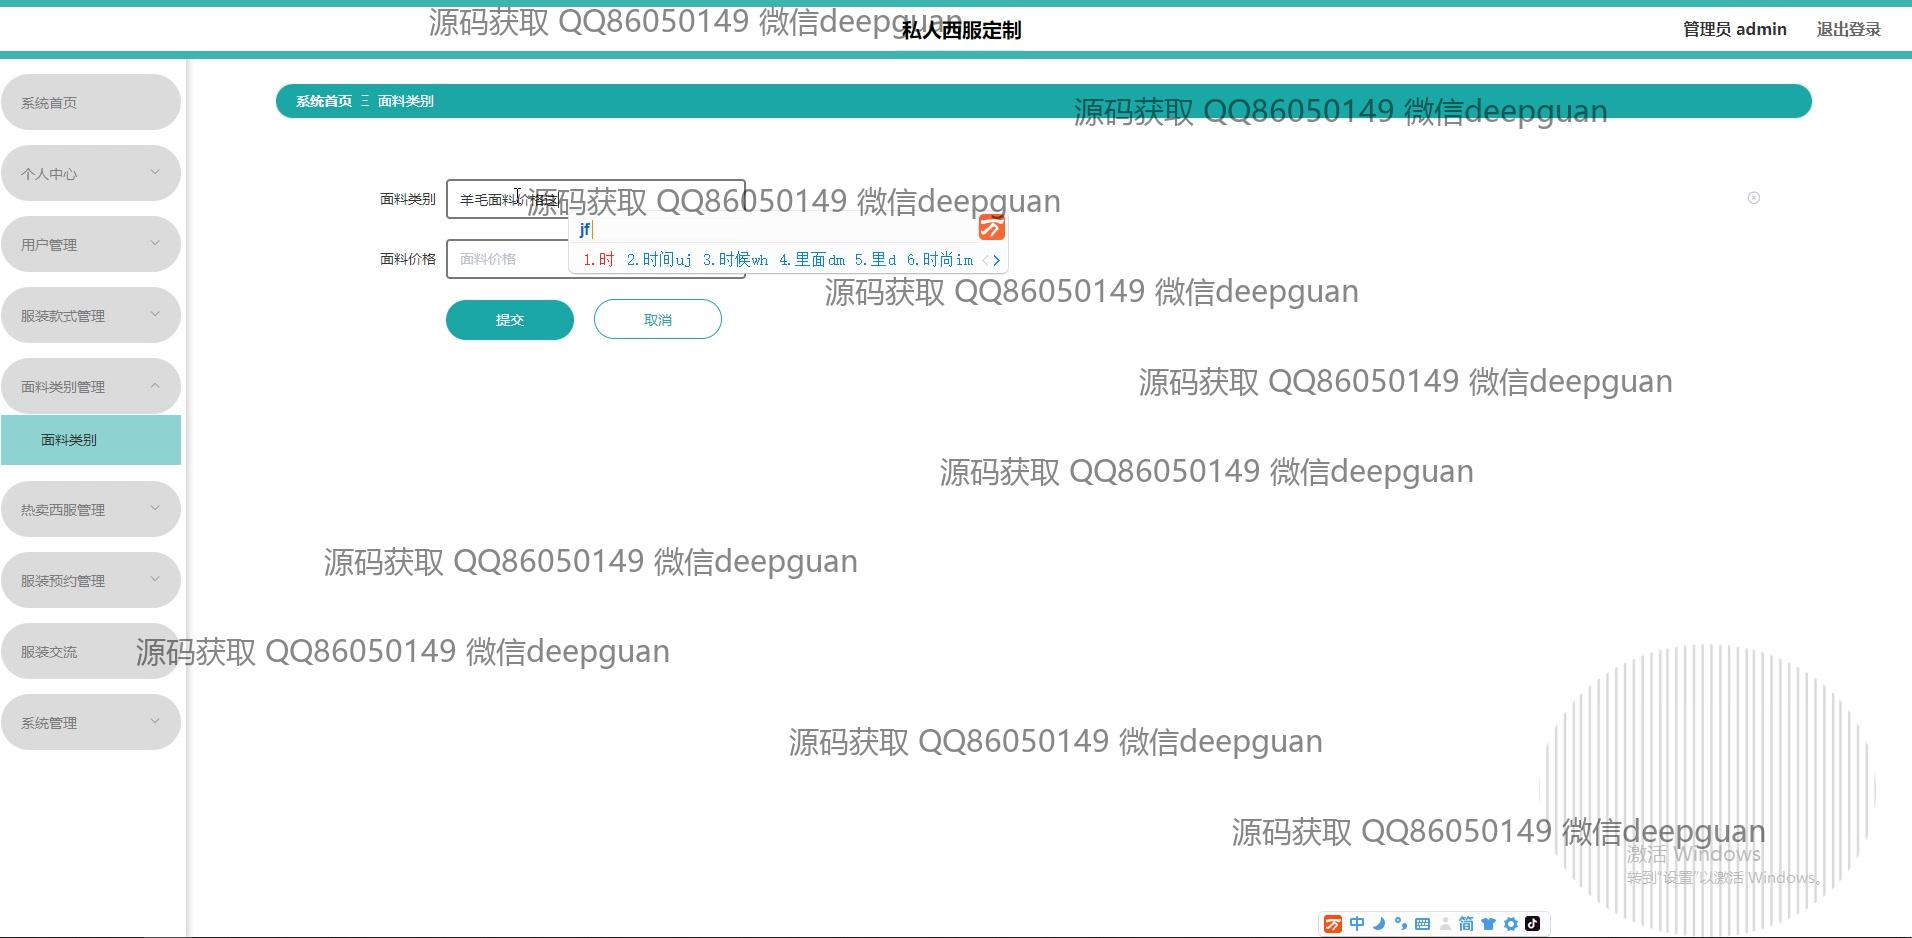 源码获取 QQ86050149 微信deepguan
私人西服定制
管理员 admin
退出登录
系统首页
个人中心
用户管理
服装款式管理
面料类别管理
面料类别
热卖西服管理
服装预约管理
服装交流
系统管理
系统首页 Ξ 面料类别
源码获取 QQ86050149 微信deepguan
面料类别
羊毛面料价格
源码获取 QQ86050149 微信deepguan
jf
1.时 2.时间uj 3.时候wh 4.里面dm 5.里d 6.时尚im
面料价格
面料价格
源码获取 QQ86050149 微信deepguan
提交
取消
源码获取 QQ86050149 微信deepguan
源码获取 QQ86050149 微信deepguan
源码获取 QQ86050149 微信deepguan
源码获取 QQ86050149 微信deepguan
源码获取 QQ86050149 微信deepguan
源码获取 QQ86050149 微信deepguan
激活 Windows
转到"设置"以激活 Windows。
中
简